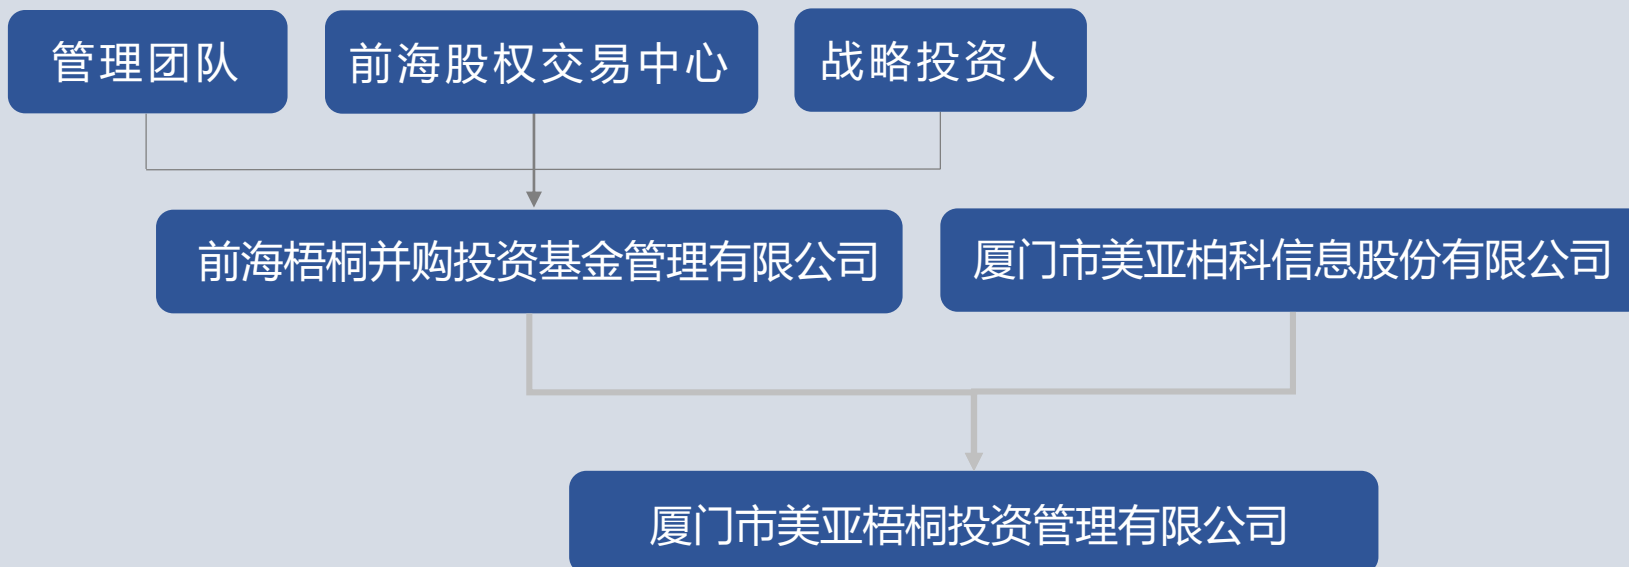 管理团队
前海股权交易中心
战略投资人
前海梧桐并购投资基金管理有限公司
厦门市美亚柏科信息股份有限公司
厦门市美亚梧桐投资管理有限公司